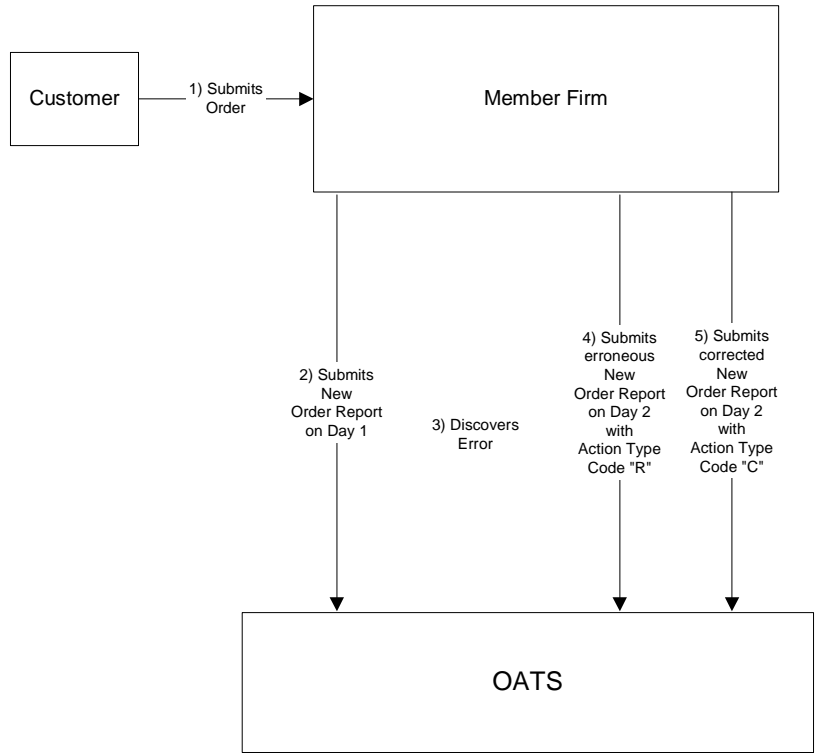 Customer
1) Submits
Order
Member Firm
2) Submits
New
Order Report
on Day 1
3) Discovers
Error
4) Submits
erroneous
New
Order Report
on Day 2
with
Action Type
Code "R"
5) Submits
corrected
New
Order Report
on Day 2
with
Action Type
Code "C"
OATS